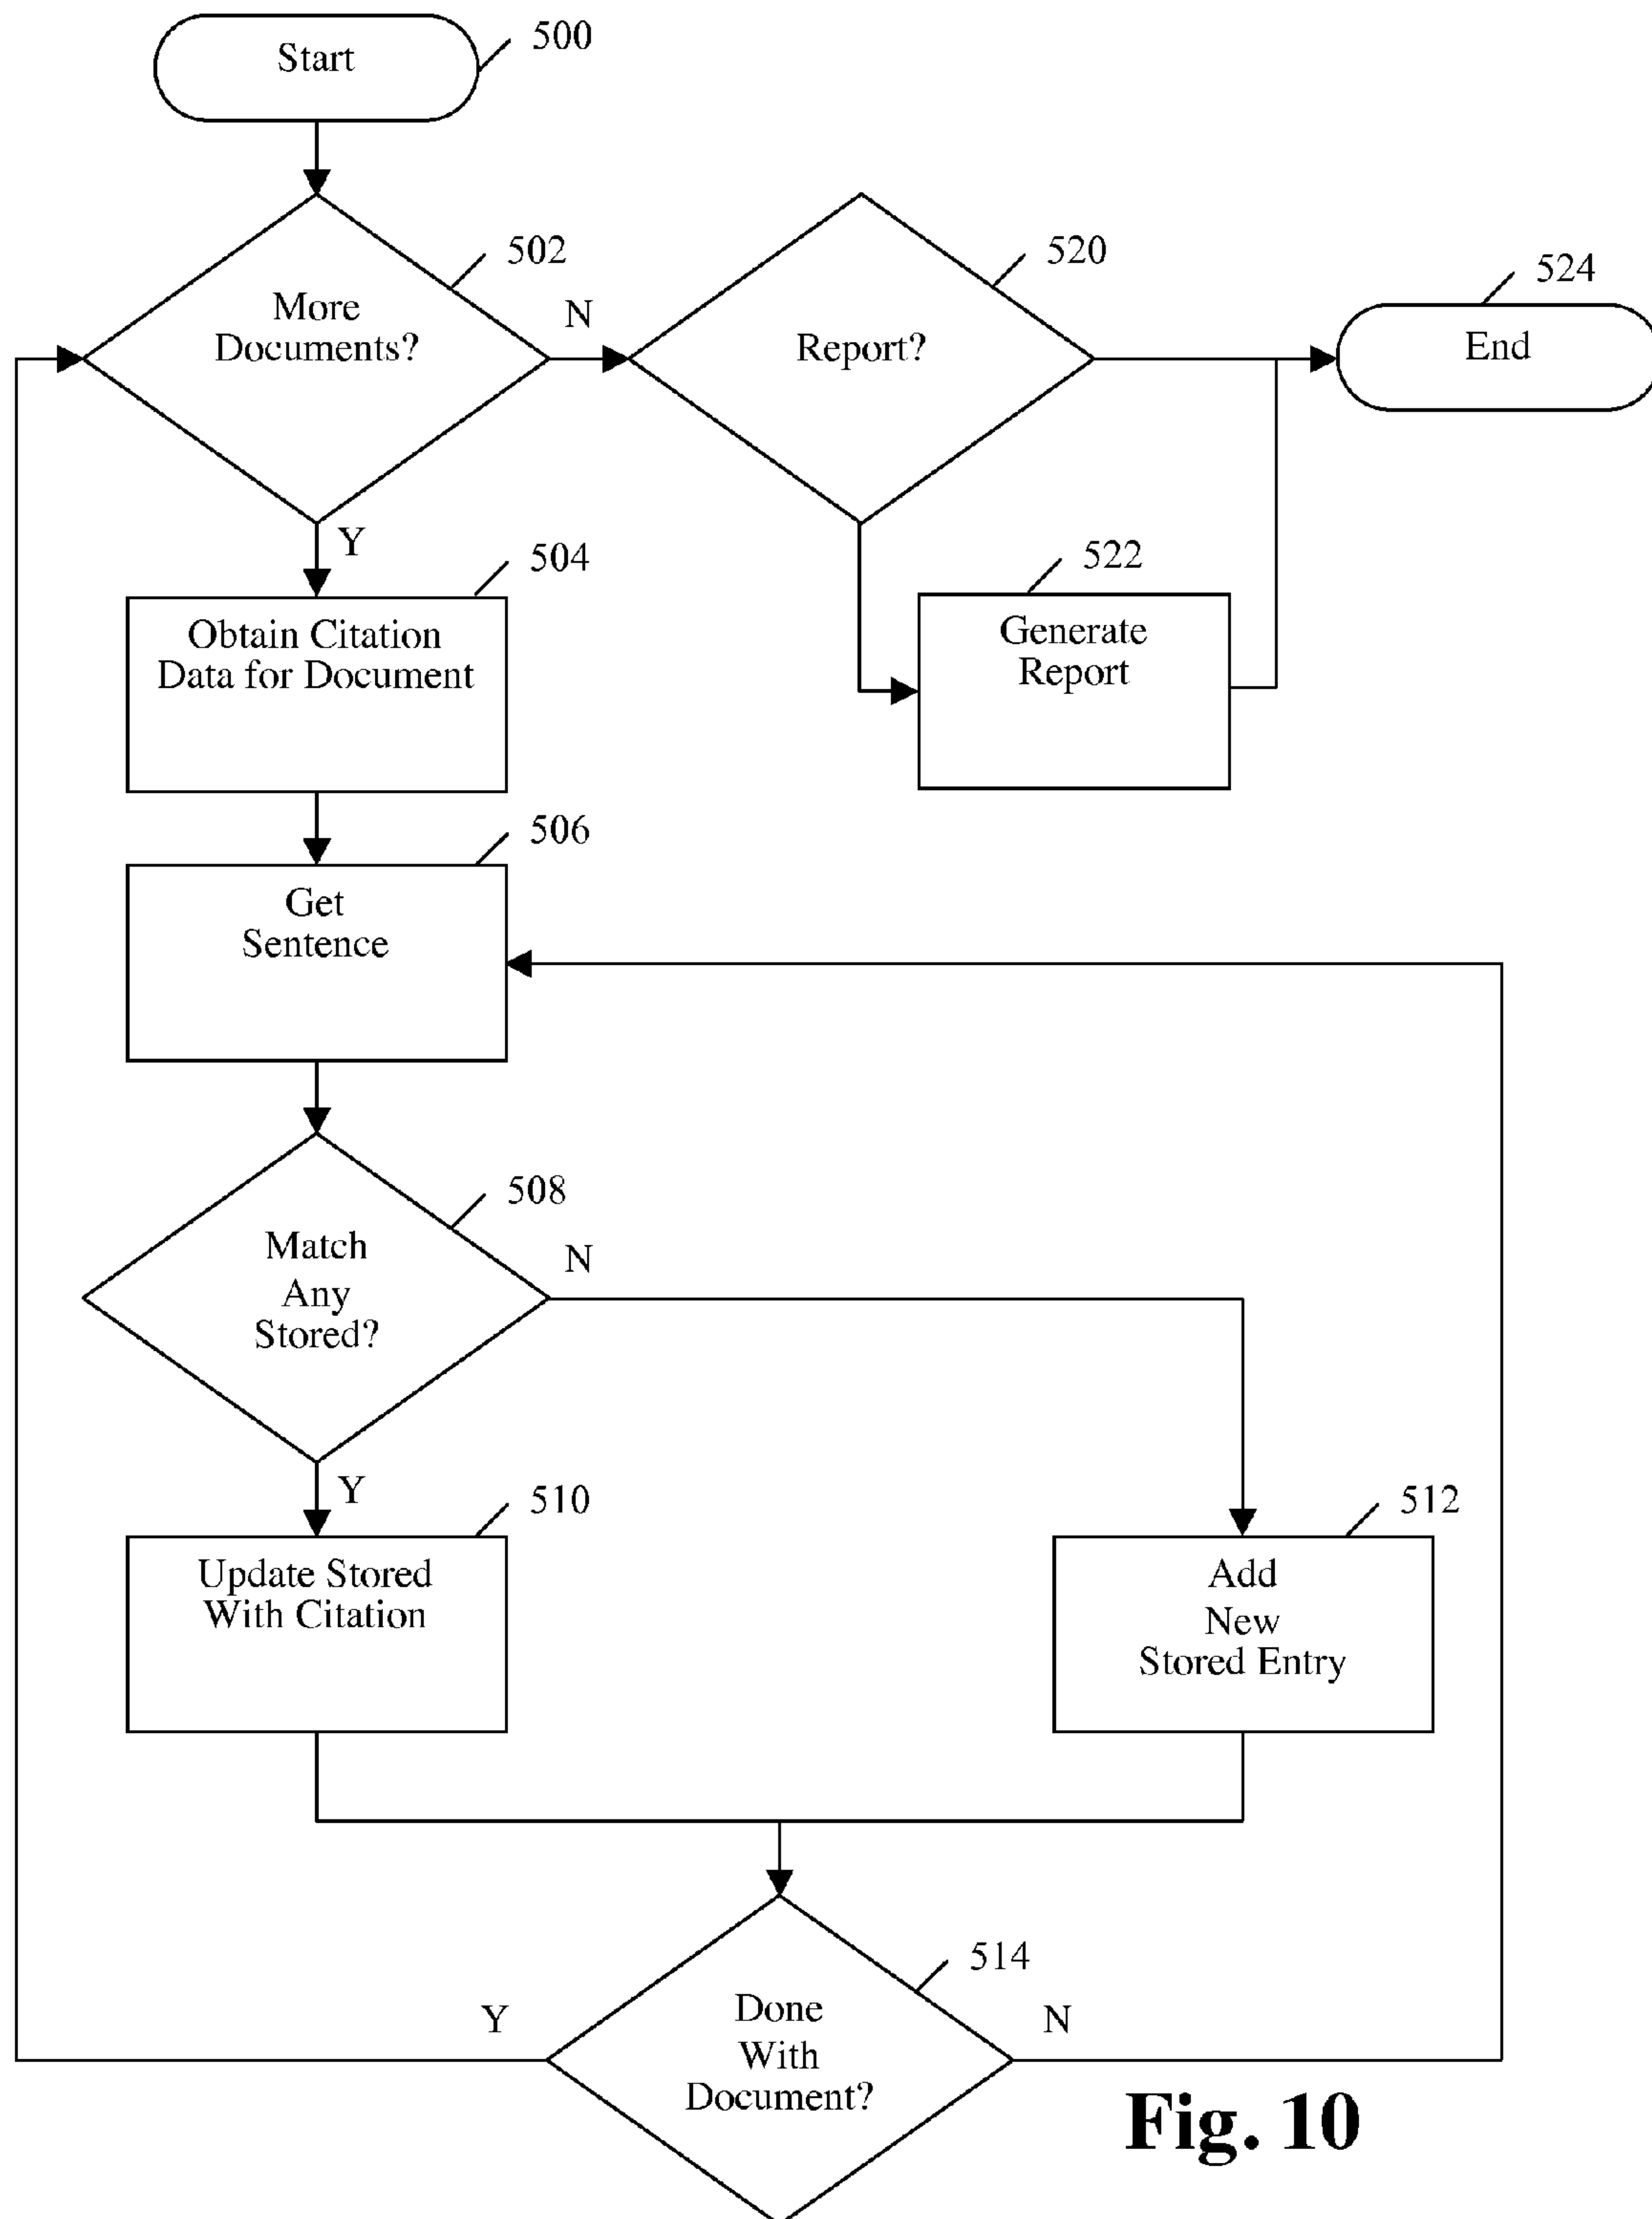 Start
500
502
More
Documents?
N
520
Report?
524
End
Y
504
Obtain Citation
Data for Document
522
Generate
Report
506
Get
Sentence
508
Match
Any
Stored?
N
Y
510
Update Stored
With Citation
512
Add
New
Stored Entry
514
Done
With
Document?
Y
N
Fig. 10